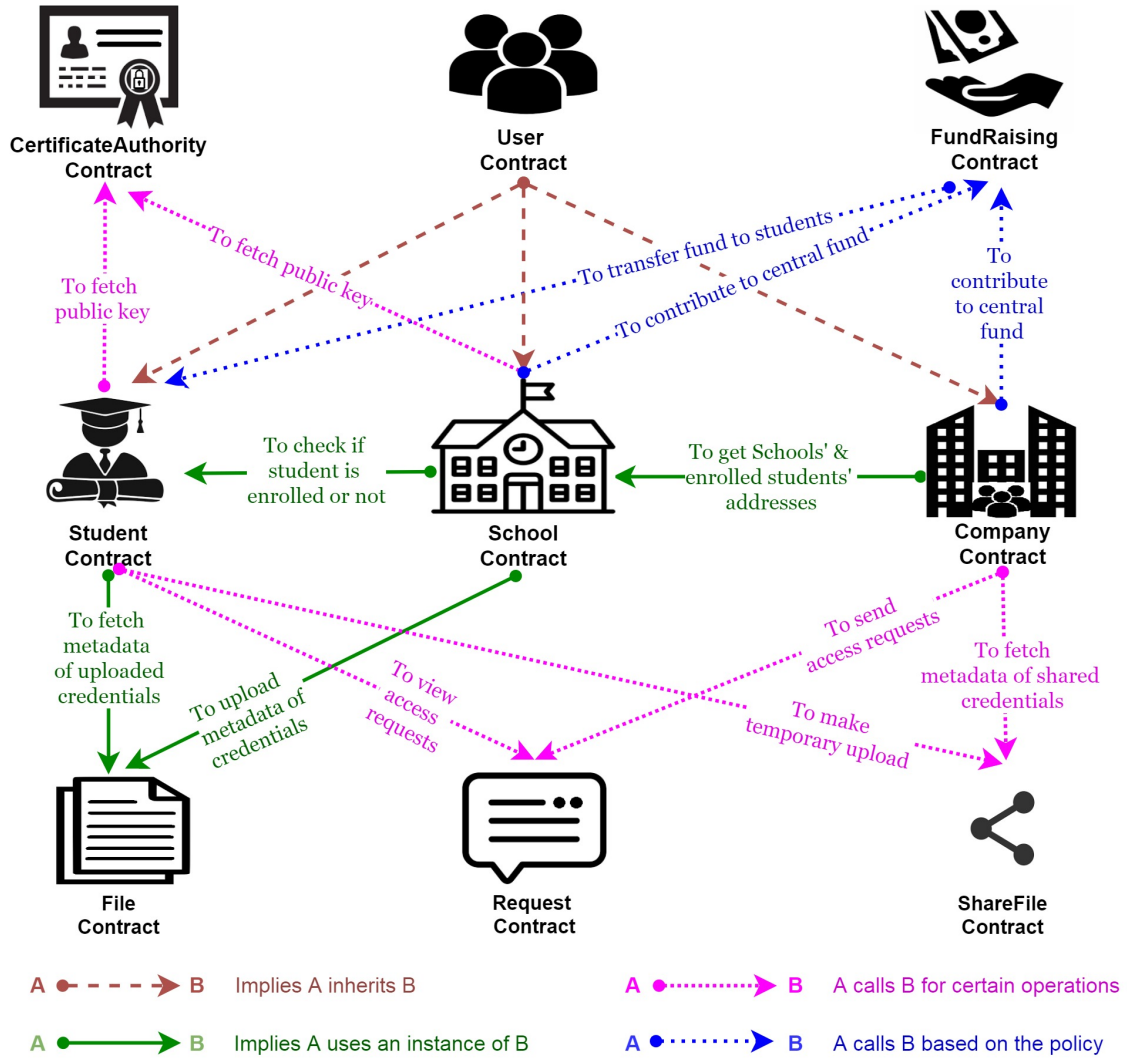 CertificateAuthority
Contract
User
Contract
FundRaising
Contract
To fetch public key
To transfer fund to students
To contribute to central fund
To fetch
public key
To
contribute
to central
fund
To check if
student is
enrolled or not
To get Schools' &
enrolled students'
addresses
Student
Contract
School
Contract
Company
Contract
To fetch
metadata
of uploaded
credentials
To upload
metadata of
credentials
To view
access
requests
To make
temporary upload
To send
access requests
To fetch
metadata of shared
credentials
File
Contract
Request
Contract
ShareFile
Contract
A B Implies A inherits B
A B A calls B for certain operations
A B Implies A uses an instance of B
A B A calls B based on the policy